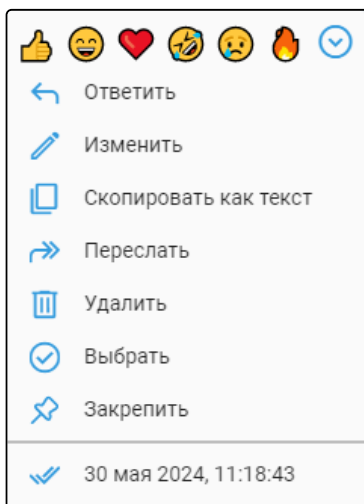 Ответить
Изменить
Скопировать как текст
Переслать
Удалить
Выбрать
Закрепить
30 мая 2024, 11:18:43